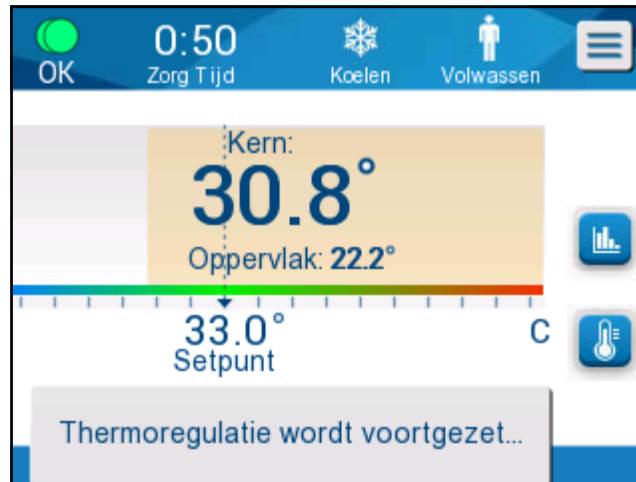 OK
0:50
Zorg Tijd
Koelen
Volwassen
Kern:
30.8°
Oppervlak: 22.2°
33.0°
C
Setpunt
Thermoregulatie wordt voortgezet...